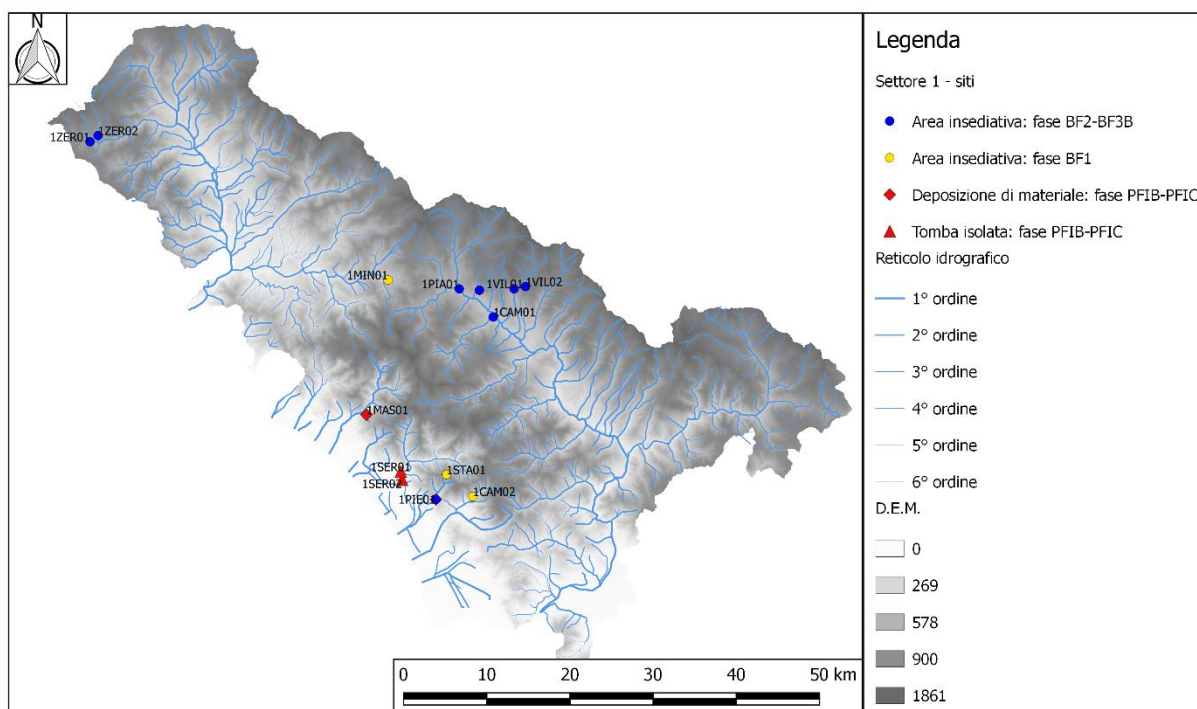 N
1ZER01
1ZER02
1MIN01
1PIA01
1VIL01
1VIL02
1CAM01
1MAS01
1SER01
1SER02
1STA01
1CAM02
1PIE01
0 10 20 30 40 50 km
Legenda
Settore 1 - siti
Area insediativa: fase BF2-BF3B
Area insediativa: fase BF1
Deposizione di materiale: fase PFIB-PFIC
Tomba isolata: fase PFIB-PFIC
Reticolo idrografico
1° ordine
2° ordine
3° ordine
4° ordine
5° ordine
6° ordine
D.E.M.
0
269
578
900
1861